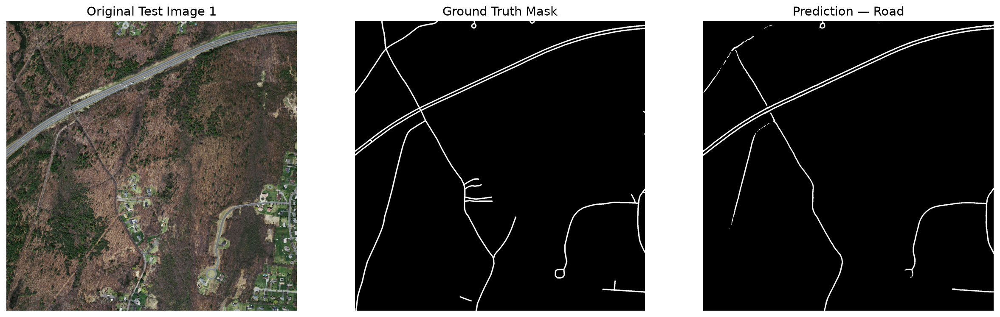 Original Test Image 1
Ground Truth Mask
Prediction — Road